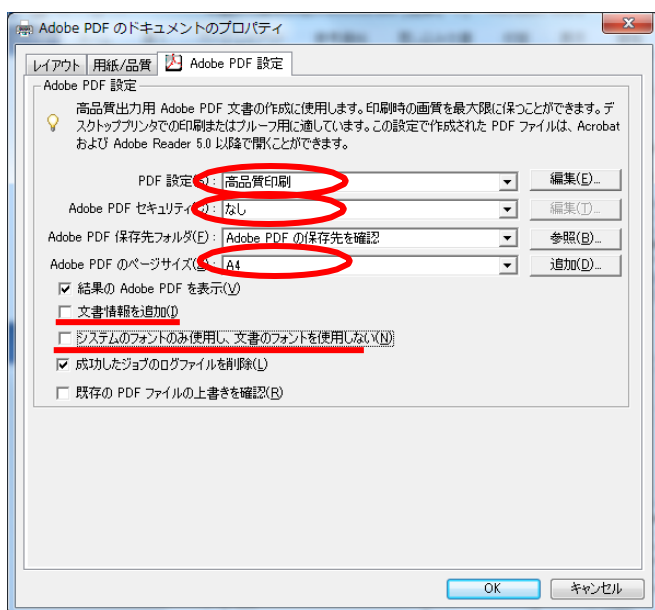 Adobe PDF のドキュメントのプロパティ
レイアウト 用紙/品質 Adobe PDF 設定
Adobe PDF 設定
高品質出力用 Adobe PDF 文書の作成に使用します。印刷時の画質を最大限に保つことができます。デ
スクトッププリンタでの印刷またはプルーフ用に適しています。この設定で作成された PDF ファイルは、Acrobat
および Adobe Reader 5.0 以降で開くことができます。
PDF 設定(S): 高品質印刷 編集(E)...
Adobe PDF セキュリティ: なし 編集(T)...
Adobe PDF 保存先フォルダ(F): Adobe PDF の保存先を確認 参照(B)...
Adobe PDF のページサイズ: A4 追加(D)...
結果の Adobe PDF を表示(V)
文書情報を追加(I)
システムのフォントのみ使用し、文書のフォントを使用しない(N)
成功したジョブのログファイルを削除(L)
既存の PDF ファイルの上書きを確認(R)
OK キャンセル